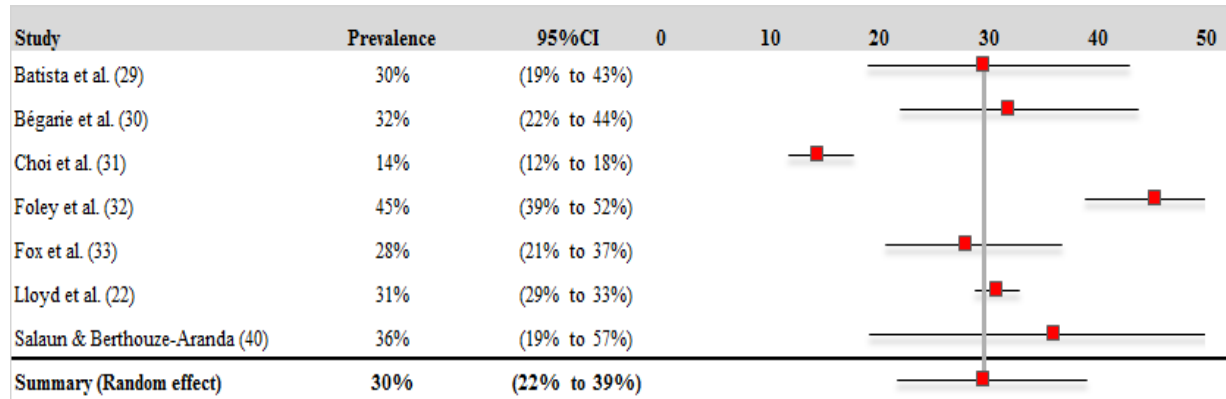 Study Prevalence 95%CI 0 10 20 30 40 50
Batista et al. (29) 30% (19% to 43%)
Bégarie et al. (30) 32% (22% to 44%)
Choi et al. (31) 14% (12% to 18%)
Foley et al. (32) 45% (39% to 52%)
Fox et al. (33) 28% (21% to 37%)
Lloyd et al. (22) 31% (29% to 33%)
Salaun & Berthouze-Aranda (40) 36% (19% to 57%)
Summary (Random effect) 30% (22% to 39%)